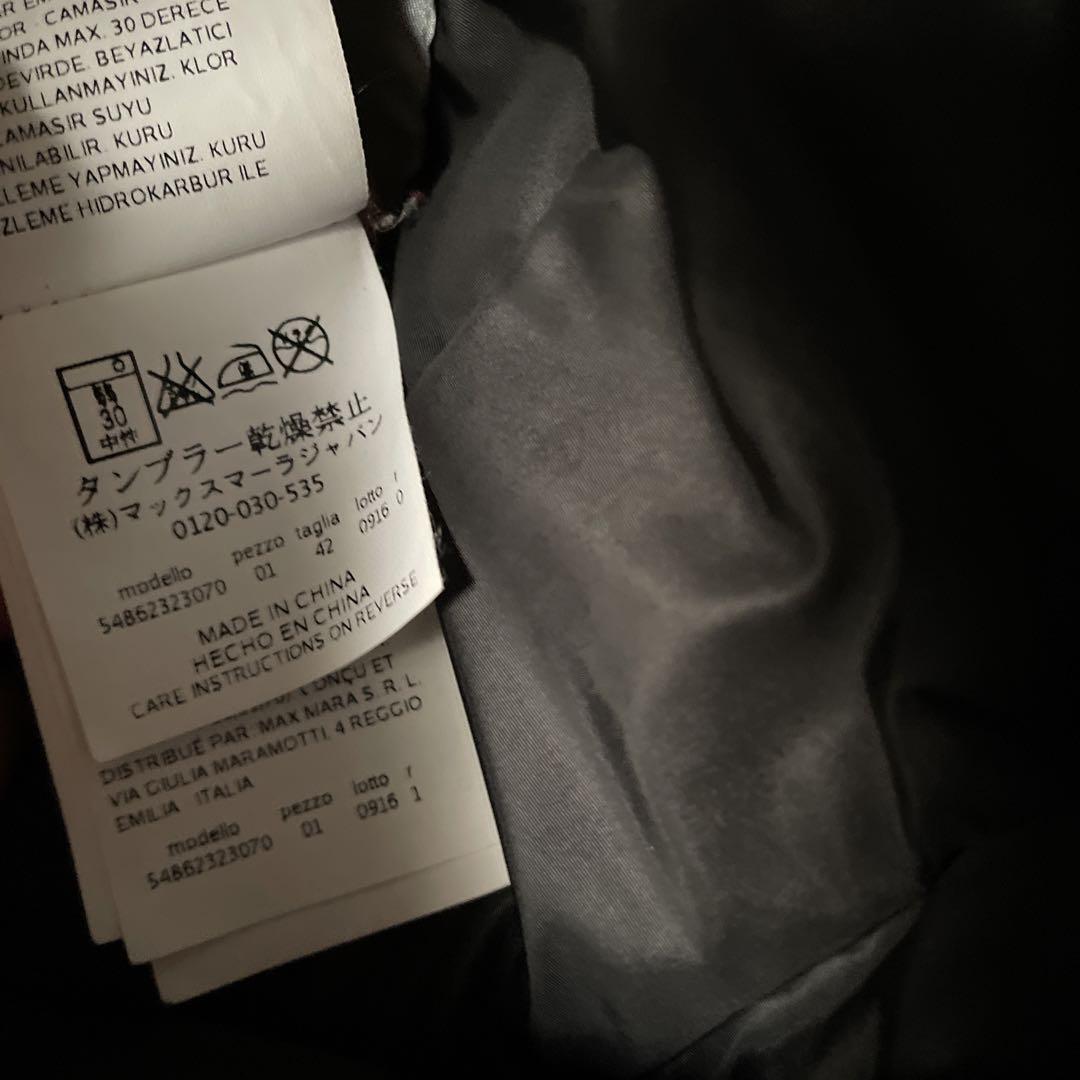 CAMAŞIR
INDA MAX. 30 DERECE
DEVIRDE. BEYAZLATICI
KULLANMAYINIZ. KLOR
LAMAŞIR SUYU
NILABILIR. KURU
LEME YAPMAYINIZ. KURU
ZLEME HIDROKARBUR ILE
弱
30
中性
タンブラー乾燥禁止
(株)マックスマーラジャパン
0120-030-535
modello pezzo taglia lotto r
54862323070 01 42 0916 0
MADE IN CHINA
HECHO EN CHINA
CARE INSTRUCTIONS ON REVERSE
CONÇU ET
DISTRIBUÉ PAR: MAX MARA S.R.L.
VIA GIULIA MARAMOTTI, 4 REGGIO
EMILIA ITALIA
modello pezzo lotto r
54862323070 01 0916 1